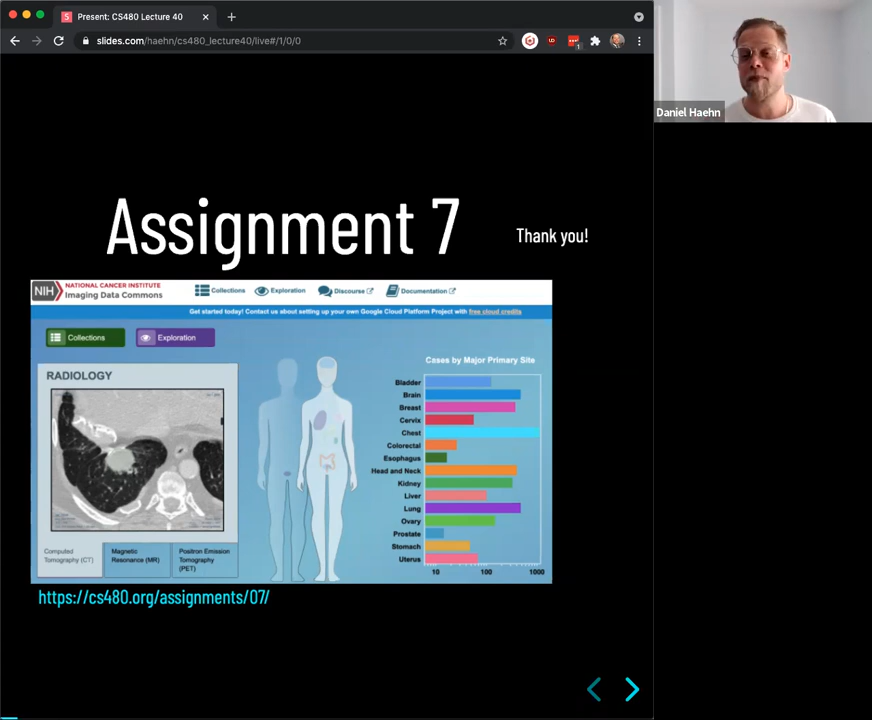 5 Present: CS480 Lecture 40
slides.com/haehn/cs480_lecture40/live#/1/0/0
Daniel Haehn
Assignment 7
Thank you!
NIH NATIONAL CANCER INSTITUTE
Imaging Data Commons
Collections Exploration Discourse Documentation
Get started today! Contact us about setting up your own Google Cloud Platform Project with free cloud credits
Collections Exploration
RADIOLOGY
Computed
Tomography (CT)
Magnetic
Resonance (MR)
Positron Emission
Tomography
(PET)
Cases by Major Primary Site
Bladder
Brain
Breast
Cervix
Chest
Colorectal
Esophagus
Head and Neck
Kidney
Liver
Lung
Ovary
Prostate
Stomach
Uterus
10 100 1000
https://cs480.org/assignments/07/